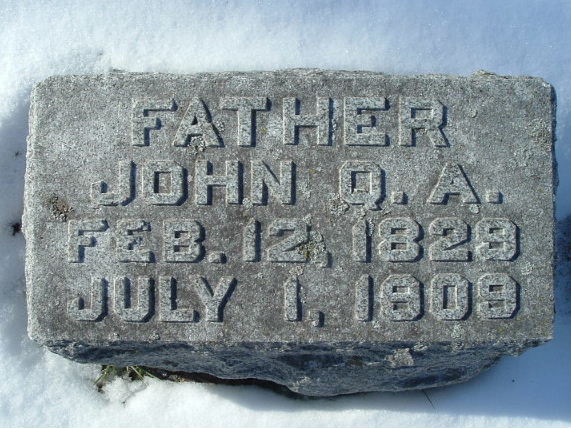 FATHER
JOHN Q. A.
FEB. 12, 1829
JULY 1, 1909